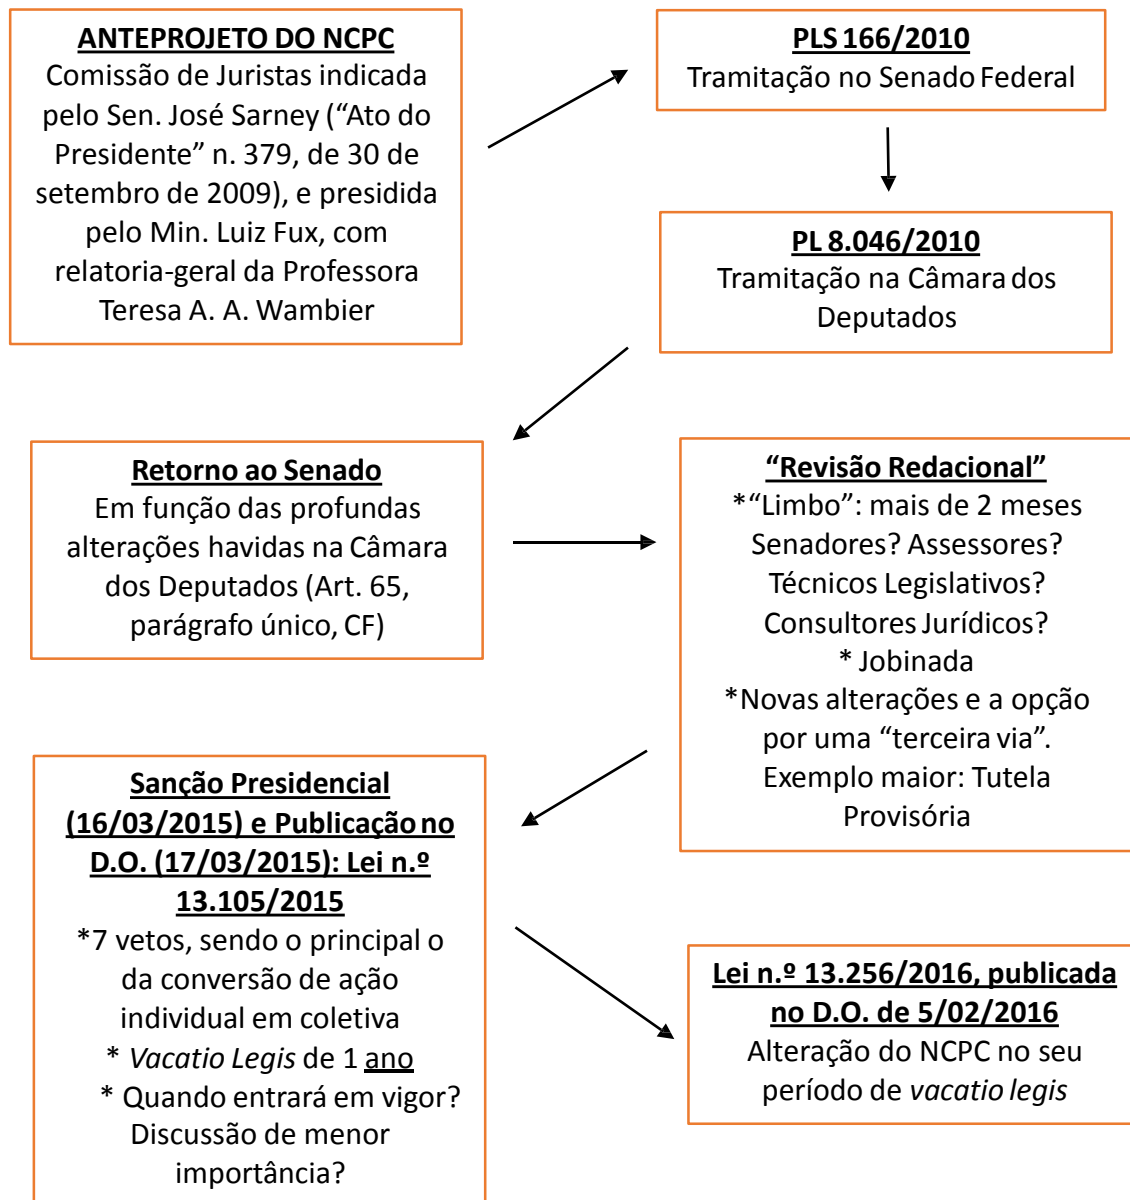 ANTEPROJETO DO NCPC
Comissão de Juristas indicada
pelo Sen. José Sarney (“Ato do
Presidente” n. 379, de 30 de
setembro de 2009), e presidida
pelo Min. Luiz Fux, com
relatoria-geral da Professora
Teresa A. A. Wambier
PLS 166/2010
Tramitação no Senado Federal
PL 8.046/2010
Tramitação na Câmara dos
Deputados
Retorno ao Senado
Em função das profundas
alterações havidas na Câmara
dos Deputados (Art. 65,
parágrafo único, CF)
“Revisão Redacional”
*“Limbo”: mais de 2 meses
Senadores? Assessores?
Técnicos Legislativos?
Consultores Jurídicos?
* Jobinada
*Novas alterações e a opção
por uma “terceira via”.
Exemplo maior: Tutela
Provisória
Sanção Presidencial
(16/03/2015) e Publicação no
D.O. (17/03/2015): Lei n.º
13.105/2015
*7 vetos, sendo o principal o
da conversão de ação
individual em coletiva
* Vacatio Legis de 1 ano
* Quando entrará em vigor?
Discussão de menor
importância?
Lei n.º 13.256/2016, publicada
no D.O. de 5/02/2016
Alteração do NCPC no seu
período de vacatio legis